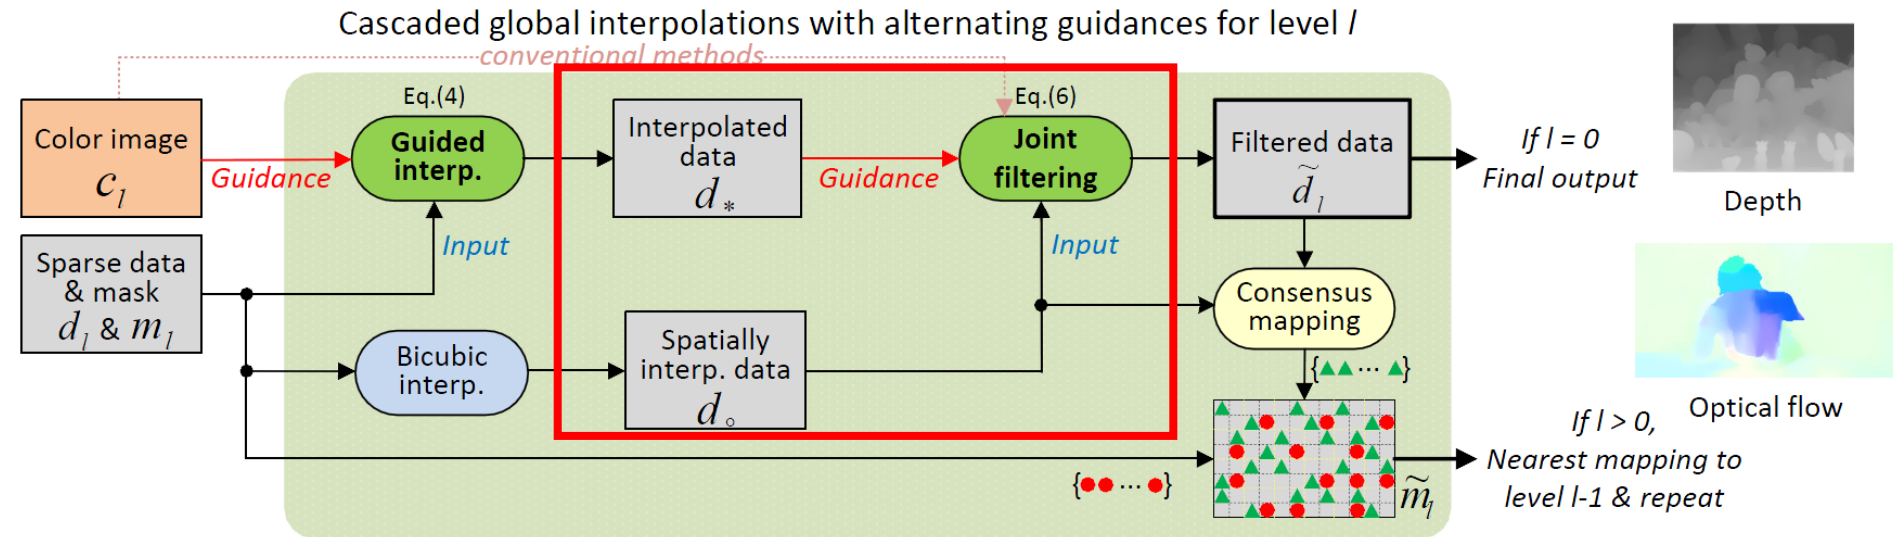 Cascaded global interpolations with alternating guidances for level l
conventional methods
Eq.(4)
Eq.(6)
Color image
c_l
Guidance
Guided
interp.
Interpolated
data
d_*
Guidance
Joint
filtering
Filtered data
d̃_l
If l = 0
Final output
Depth
Sparse data
& mask
d_l & m_l
Input
Input
Bicubic
interp.
Spatially
interp. data
d_○
Consensus
mapping
{▲▲ ··· ▲}
{●● ··· ●}
m̃_l
Optical flow
If l > 0,
Nearest mapping to
level l-1 & repeat